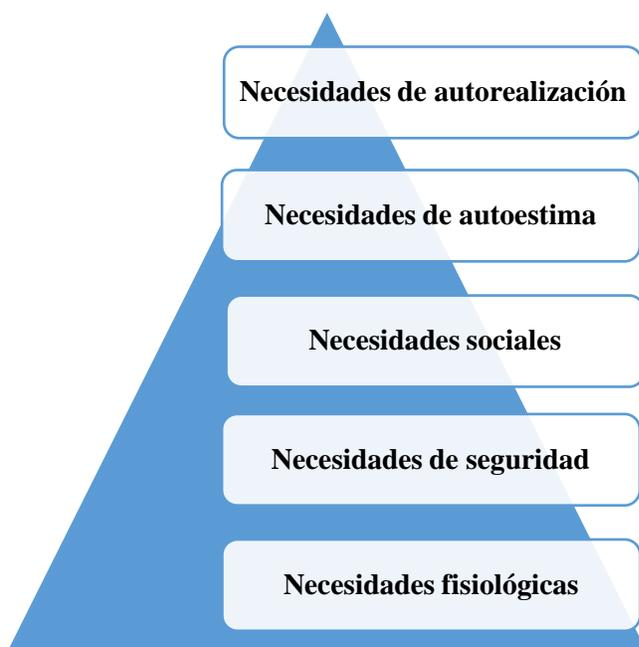 Necesidades de autorealización
Necesidades de autoestima
Necesidades sociales
Necesidades de seguridad
Necesidades fisiológicas